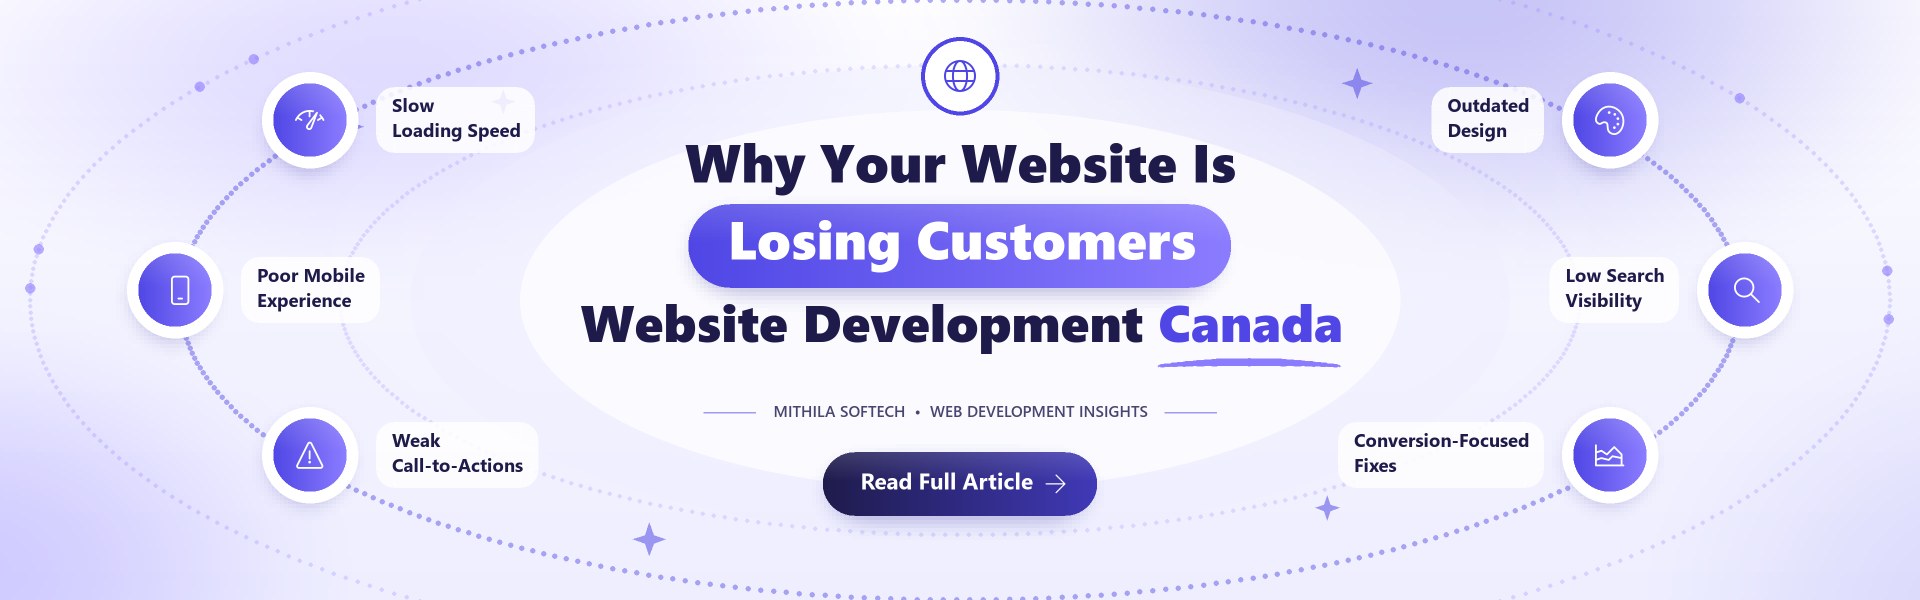 Why Your Website Is
Losing Customers
Website Development Canada
MITHILA SOFTECH • WEB DEVELOPMENT INSIGHTS
Read Full Article →
Slow
Loading Speed
Poor Mobile
Experience
Weak
Call-to-Actions
Outdated
Design
Low Search
Visibility
Conversion-Focused
Fixes